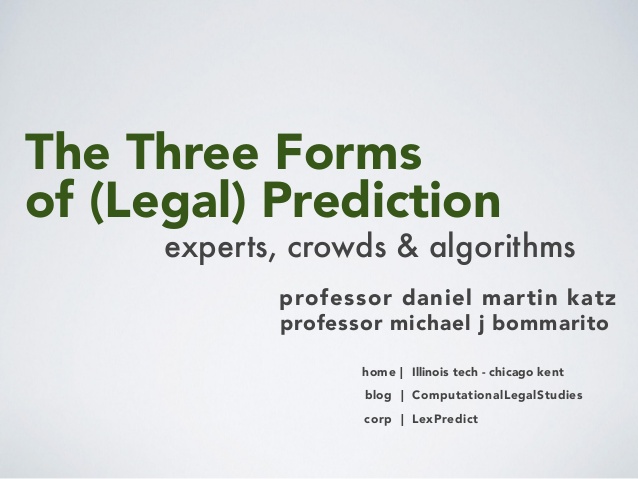 The Three Forms
of (Legal) Prediction
experts, crowds & algorithms
professor daniel martin katz
professor michael j bommarito
home | Illinois tech - chicago kent
blog | ComputationalLegalStudies
corp | LexPredict